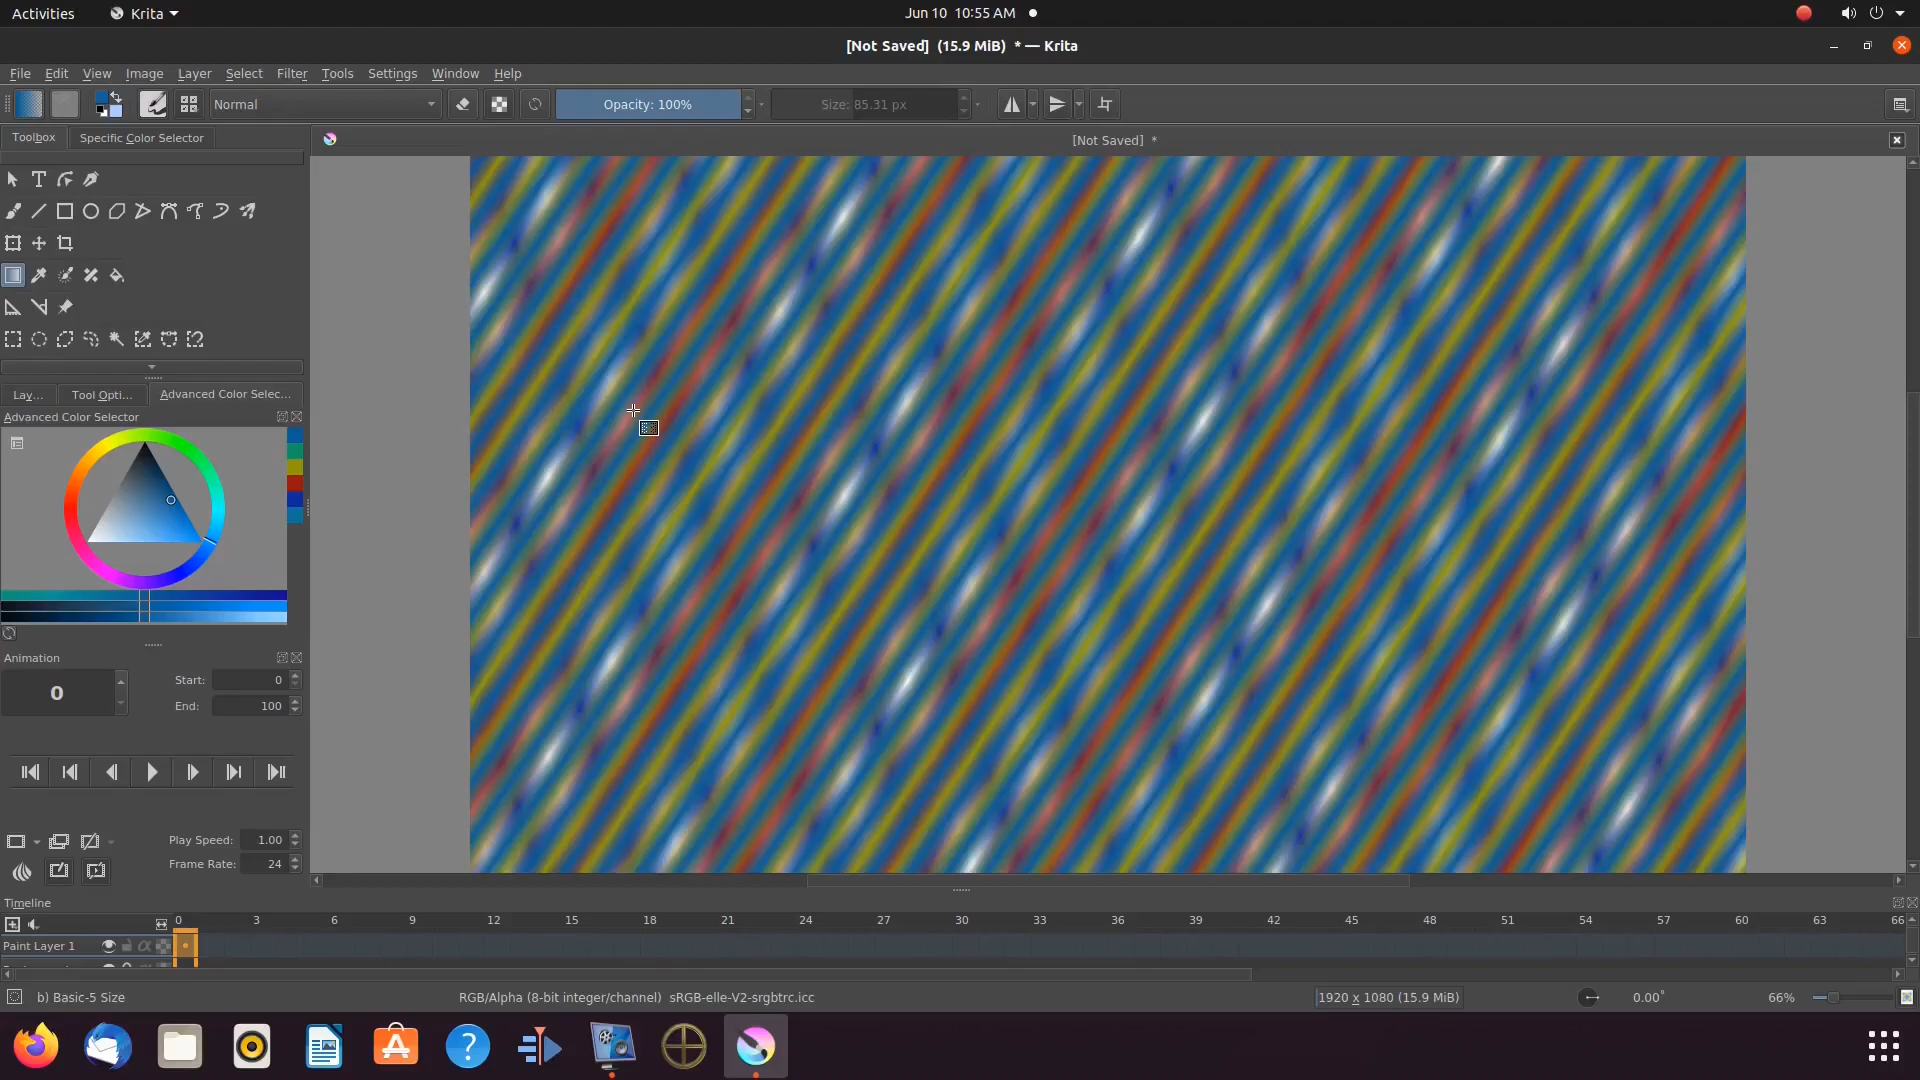 Activities
Krita
Jun 10 10:55 AM
[Not Saved] (15.9 MiB) * — Krita
File Edit View Image Layer Select Filter Tools Settings Window Help
Normal
Opacity: 100%
Size: 85.31 px
Toolbox
Specific Color Selector
[Not Saved] *
Lay...
Tool Opti...
Advanced Color Selec...
Advanced Color Selector
Animation
0
Start: 0
End: 100
Play Speed: 1.00
Frame Rate: 24
Timeline
0 3 6 9 12 15 18 21 24 27 30 33 36 39 42 45 48 51 54 57 60 63 66
Paint Layer 1
b) Basic-5 Size
RGB/Alpha (8-bit integer/channel) sRGB-elle-V2-srgbtrc.icc
1920 x 1080 (15.9 MiB)
0.00°
66%